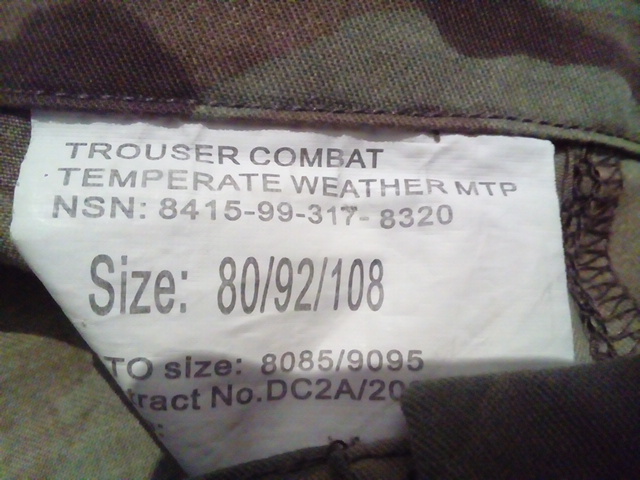 TROUSER COMBAT
TEMPERATE WEATHER MTP
NSN: 8415-99-317-8320
Size: 80/92/108
TO size: 8085/9095
tract No.DC2A/20